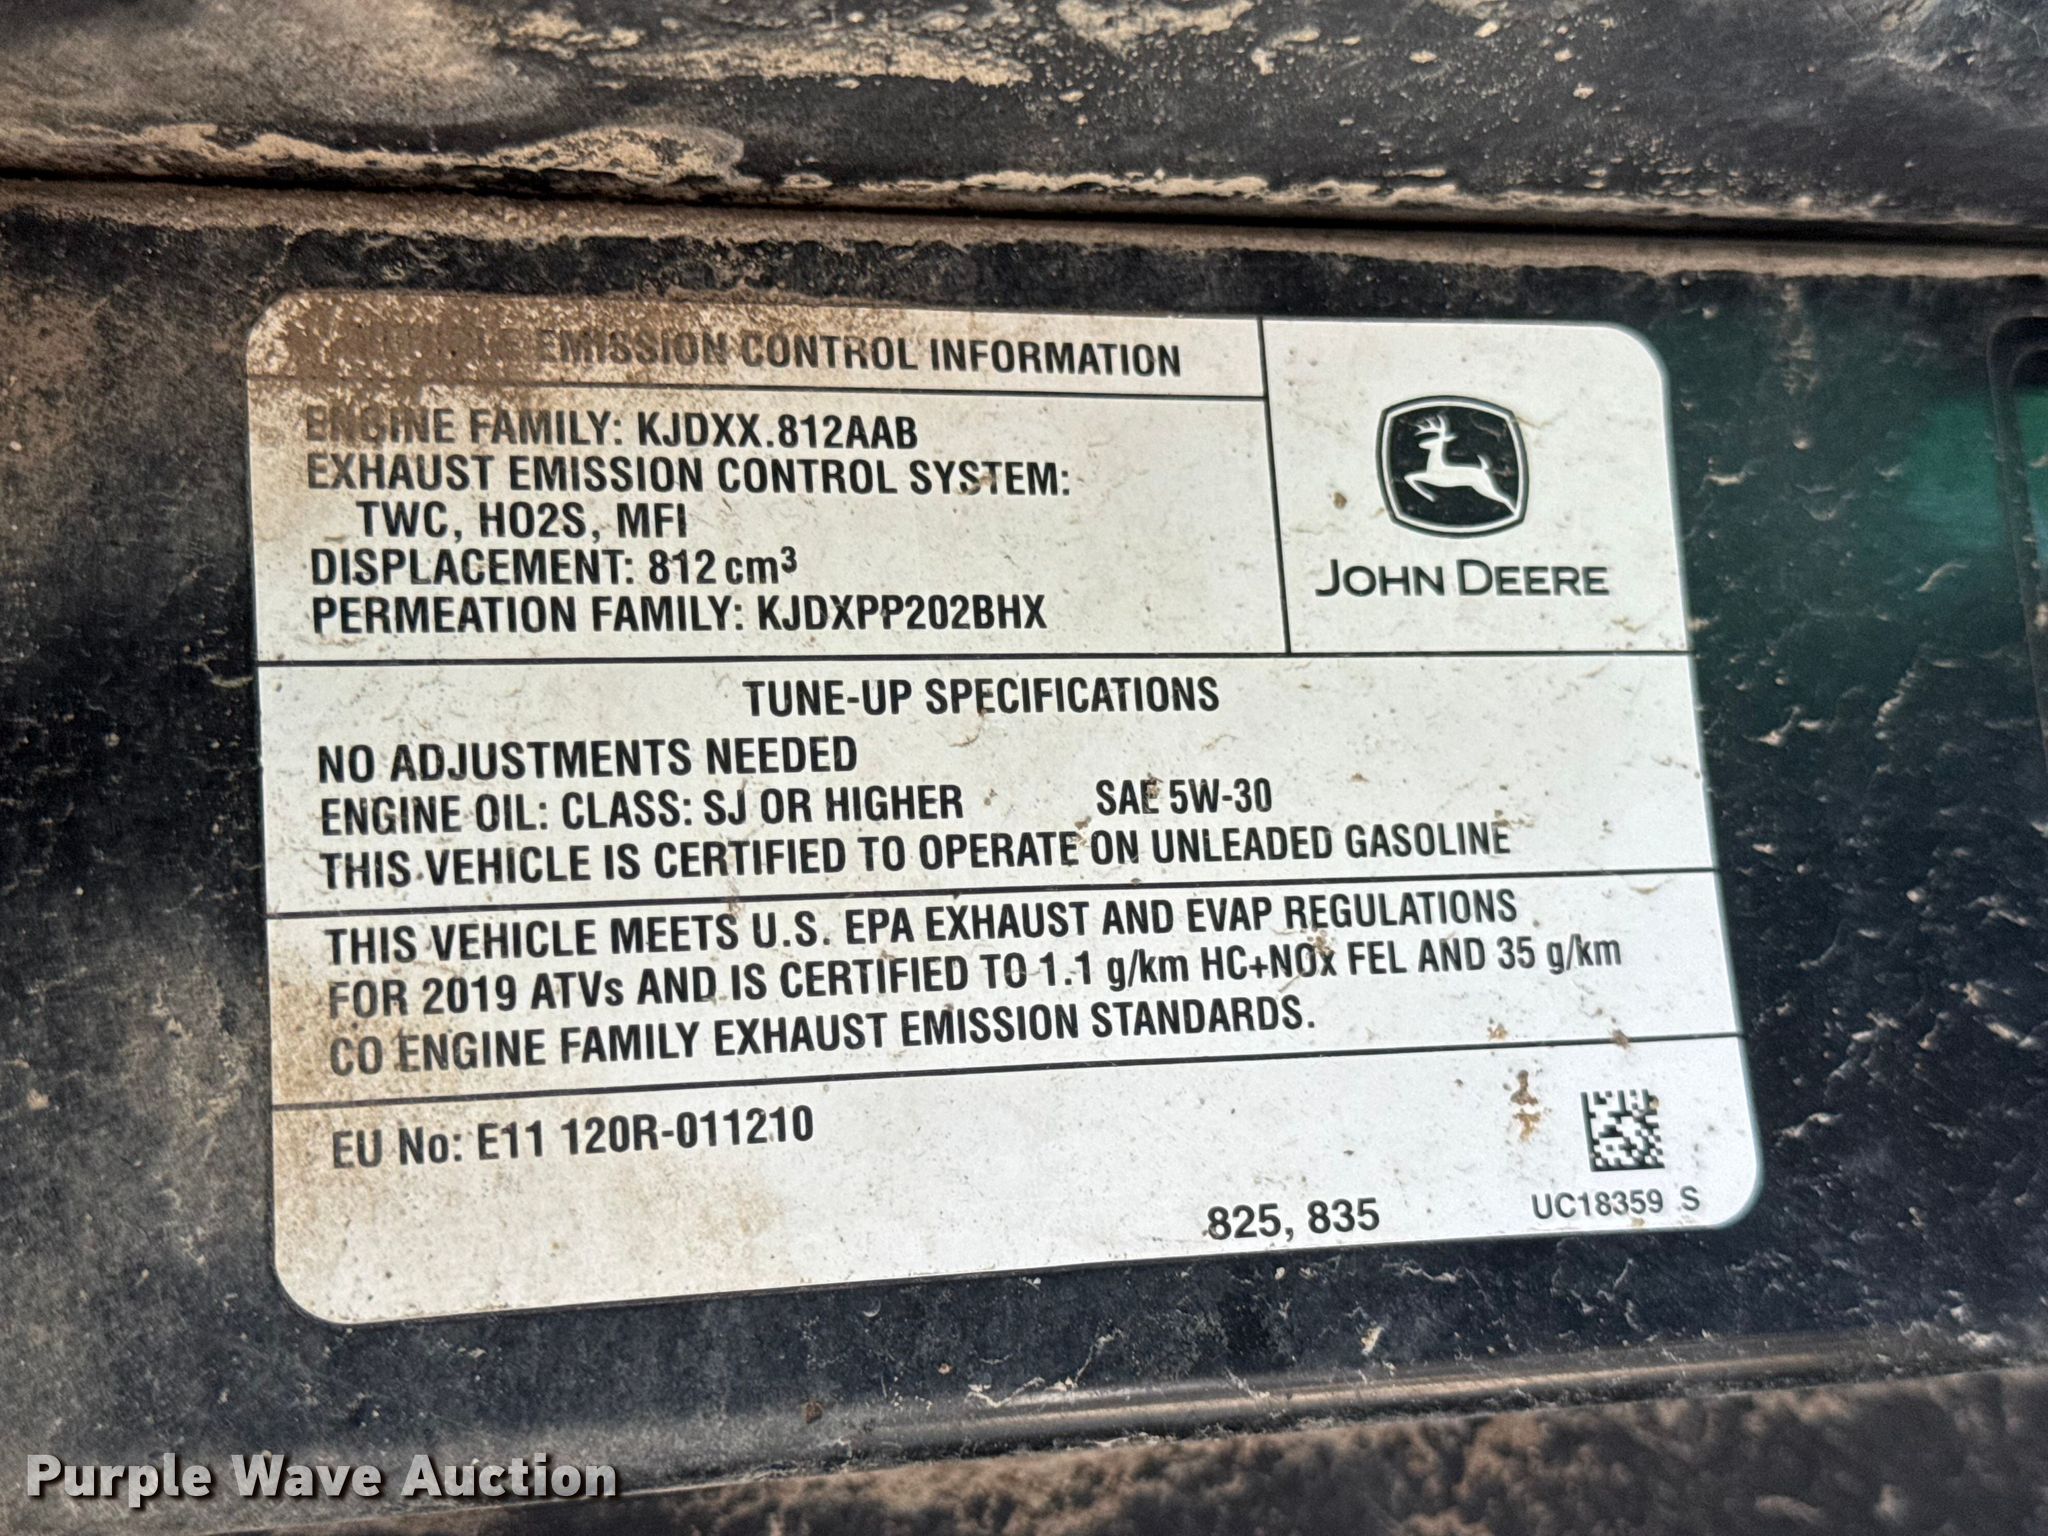 EMISSION CONTROL INFORMATION
ENGINE FAMILY: KJDXX.812AAB
EXHAUST EMISSION CONTROL SYSTEM:
TWC, HO2S, MFI
DISPLACEMENT: 812 cm³
PERMEATION FAMILY: KJDXPP202BHX
JOHN DEERE
TUNE-UP SPECIFICATIONS
NO ADJUSTMENTS NEEDED
ENGINE OIL: CLASS: SJ OR HIGHER SAE 5W-30
THIS VEHICLE IS CERTIFIED TO OPERATE ON UNLEADED GASOLINE
THIS VEHICLE MEETS U.S. EPA EXHAUST AND EVAP REGULATIONS
FOR 2019 ATVs AND IS CERTIFIED TO 1.1 g/km HC+NOx FEL AND 35 g/km
CO ENGINE FAMILY EXHAUST EMISSION STANDARDS.
EU No: E11 120R-011210
825, 835
UC18359 S
Purple Wave Auction